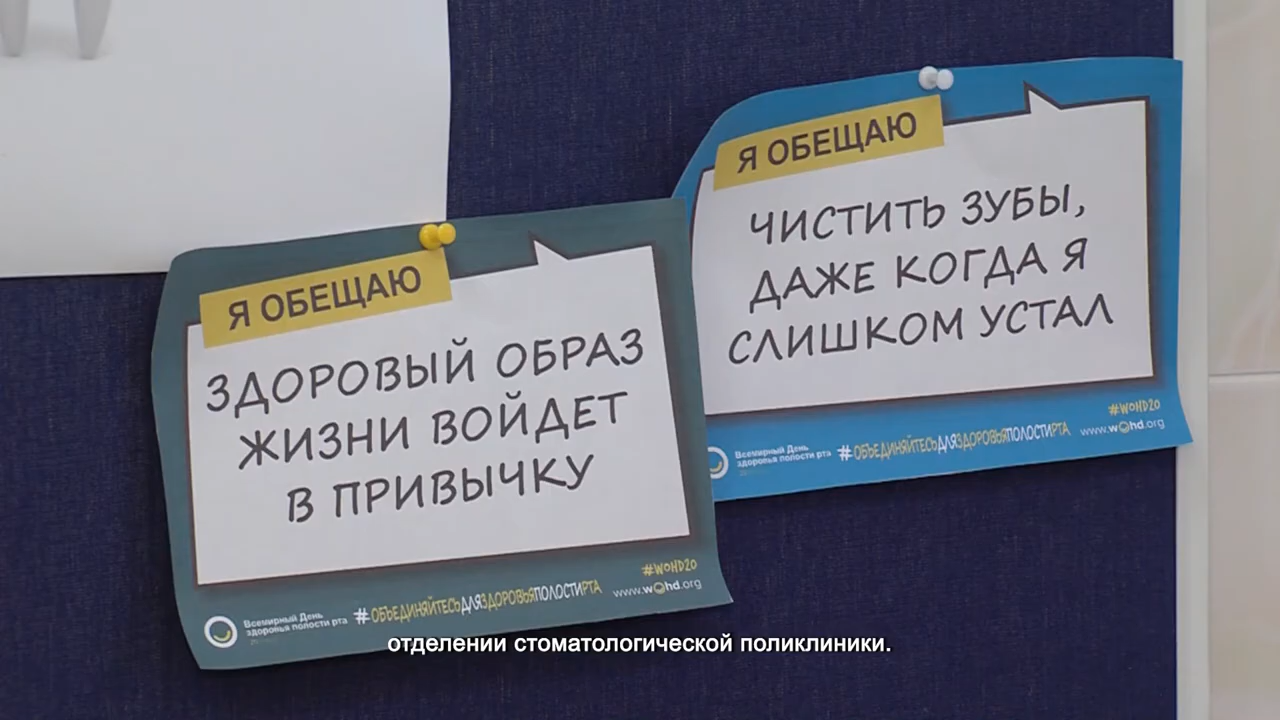 Я ОБЕЩАЮ
ЗДОРОВЫЙ ОБРАЗ
ЖИЗНИ ВОЙДЕТ
В ПРИВЫЧКУ
#WOHD20
Всемирный День
здоровья полости рта
#ОБЪЕДИНЯЙТЕСЬДЛЯЗДОРОВЬЯПОЛОСТИРТА
www.wohd.org
Я ОБЕЩАЮ
ЧИСТИТЬ ЗУБЫ,
ДАЖЕ КОГДА Я
СЛИШКОМ УСТАЛ
#WOHD20
Всемирный День
здоровья полости рта
#ОБЪЕДИНЯЙТЕСЬДЛЯЗДОРОВЬЯПОЛОСТИРТА
www.wohd.org
отделении стоматологической поликлиники.